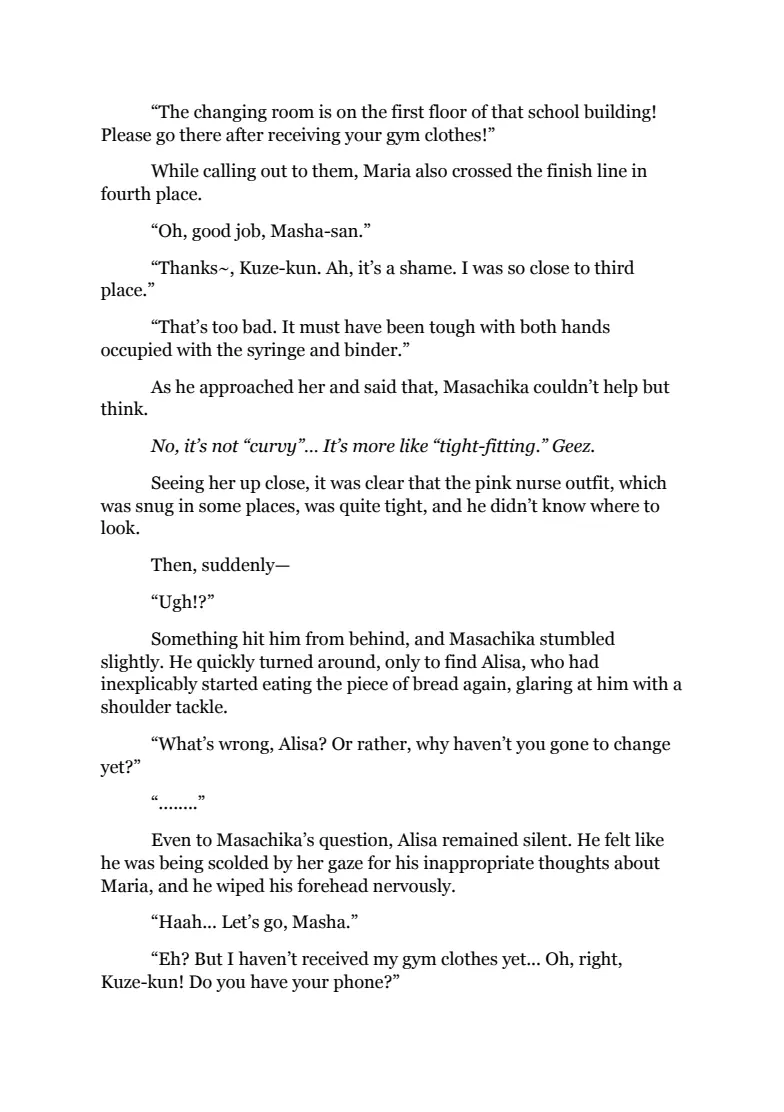 “The changing room is on the first floor of that school building!
Please go there after receiving your gym clothes!”
While calling out to them, Maria also crossed the finish line in
fourth place.
“Oh, good job, Masha-san.”
“Thanks~, Kuze-kun. Ah, it’s a shame. I was so close to third
place.”
“That’s too bad. It must have been tough with both hands
occupied with the syringe and binder.”
As he approached her and said that, Masachika couldn’t help but
think.
No, it’s not “curvy”... It’s more like “tight-fitting.” Geez.
Seeing her up close, it was clear that the pink nurse outfit, which
was snug in some places, was quite tight, and he didn’t know where to
look.
Then, suddenly—
“Ugh!?”
Something hit him from behind, and Masachika stumbled
slightly. He quickly turned around, only to find Alisa, who had
inexplicably started eating the piece of bread again, glaring at him with a
shoulder tackle.
“What’s wrong, Alisa? Or rather, why haven’t you gone to change
yet?”
“........”
Even to Masachika’s question, Alisa remained silent. He felt like
he was being scolded by her gaze for his inappropriate thoughts about
Maria, and he wiped his forehead nervously.
“Haah... Let’s go, Masha.”
“Eh? But I haven’t received my gym clothes yet... Oh, right,
Kuze-kun! Do you have your phone?”